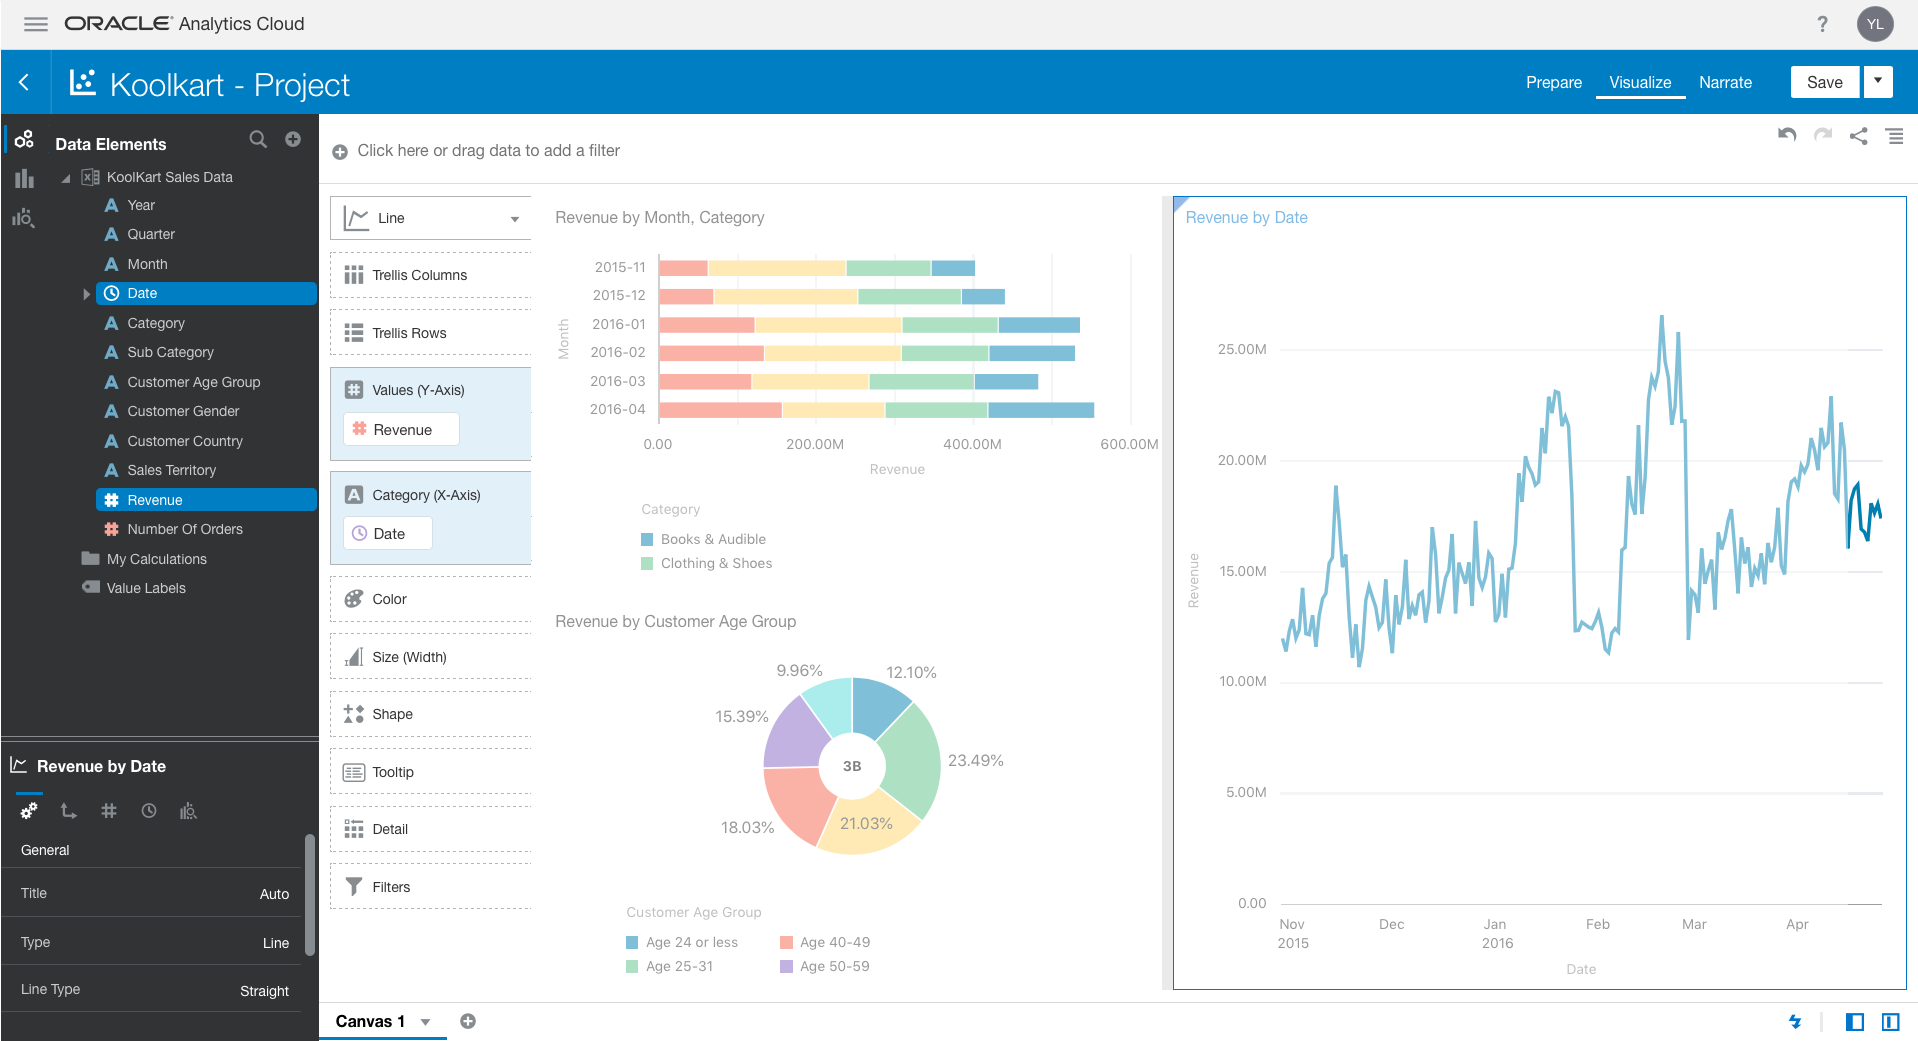 ORACLE Analytics Cloud
? YL
Koolkart - Project
Prepare Visualize Narrate Save
Data Elements
KoolKart Sales Data
A Year
A Quarter
A Month
Date
A Category
A Sub Category
A Customer Age Group
A Customer Gender
A Customer Country
A Sales Territory
# Revenue
# Number Of Orders
My Calculations
Value Labels
Revenue by Date
General
Title Auto
Type Line
Line Type Straight
Click here or drag data to add a filter
Line
Trellis Columns
Trellis Rows
# Values (Y-Axis)
# Revenue
A Category (X-Axis)
Date
Color
Size (Width)
Shape
Tooltip
Detail
Filters
Revenue by Month, Category
Month
2015-11
2015-12
2016-01
2016-02
2016-03
2016-04
0.00 200.00M 400.00M 600.00M
Revenue
Category
Books & Audible
Clothing & Shoes
Revenue by Customer Age Group
9.96%
12.10%
15.39%
23.49%
3B
18.03%
21.03%
Customer Age Group
Age 24 or less Age 40-49
Age 25-31 Age 50-59
Revenue by Date
Revenue
25.00M
20.00M
15.00M
10.00M
5.00M
0.00
Nov Dec Jan Feb Mar Apr
2015 2016
Date
Canvas 1